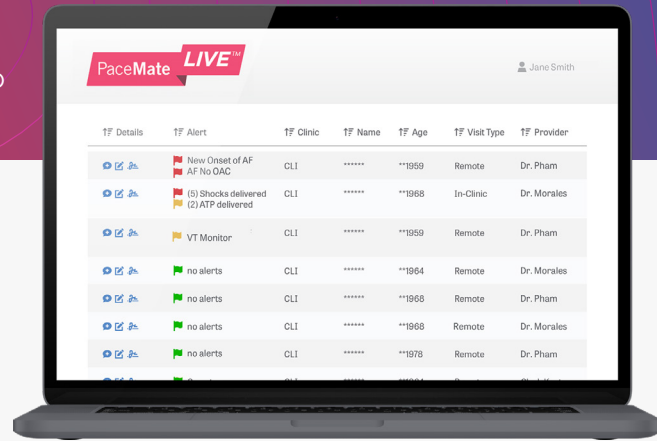 PaceMate LIVE™
Jane Smith
Details Alert Clinic Name Age Visit Type Provider
New Onset of AF
AF No OAC CLI ****** **1959 Remote Dr. Pham
(5) Shocks delivered CLI ****** **1968 In-Clinic Dr. Morales
(2) ATP delivered
VT Monitor CLI ****** **1959 Remote Dr. Pham
no alerts CLI ****** **1964 Remote Dr. Morales
no alerts CLI ****** **1968 Remote Dr. Pham
no alerts CLI ****** **1968 Remote Dr. Morales
no alerts CLI ****** **1978 Remote Dr. Pham